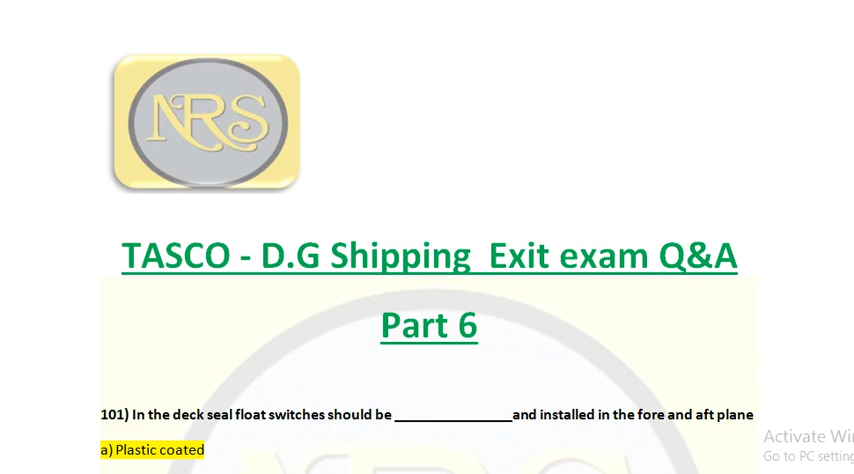 NRS
TASCO - D.G Shipping Exit exam Q&A
Part 6
101) In the deck seal float switches should be ________________and installed in the fore and aft plane
a) Plastic coated
Activate Wi
Go to PC setting